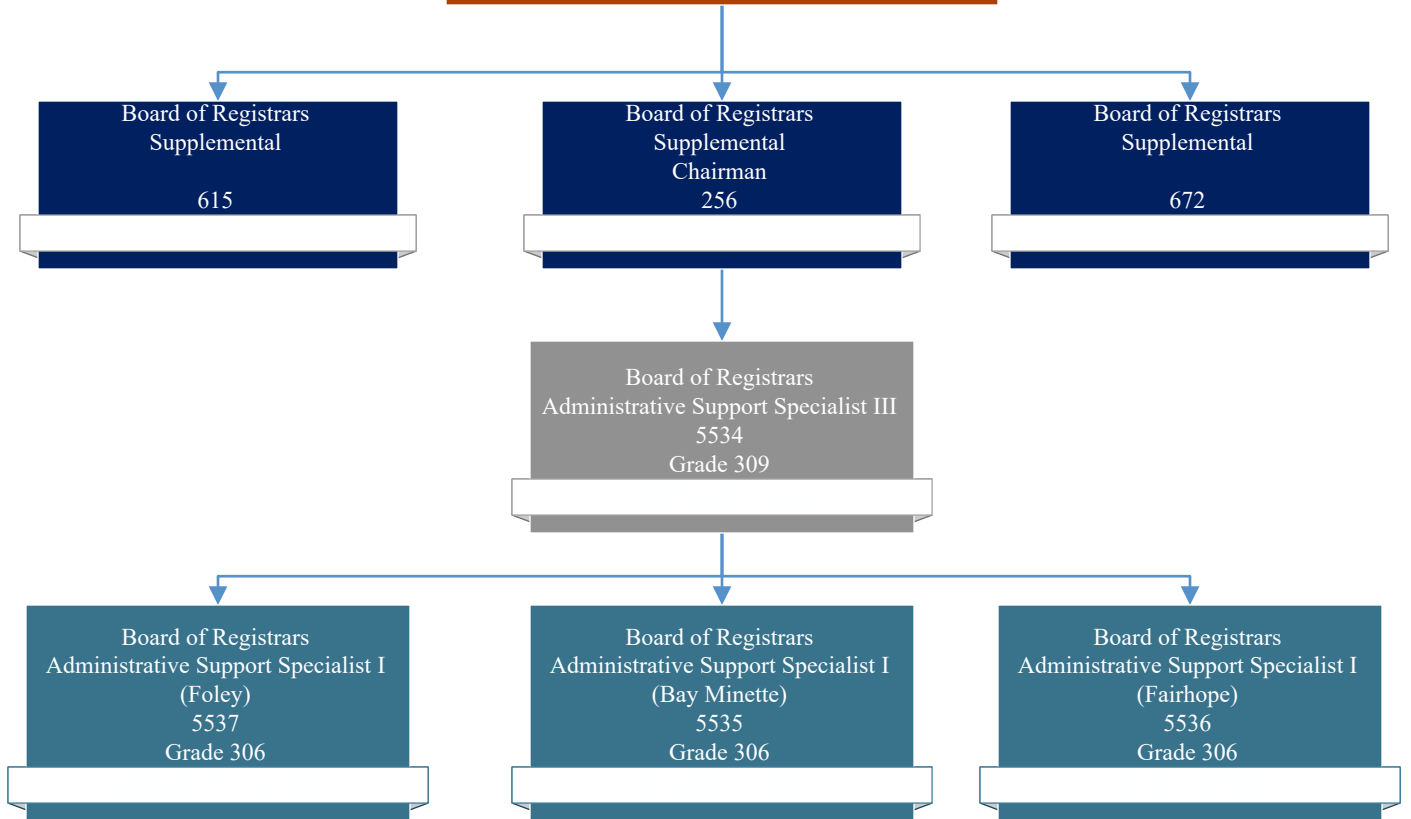 Board of Registrars
Supplemental
615
Board of Registrars
Supplemental
Chairman
256
Board of Registrars
Supplemental
672
Board of Registrars
Administrative Support Specialist III
5534
Grade 309
Board of Registrars
Administrative Support Specialist I
(Foley)
5537
Grade 306
Board of Registrars
Administrative Support Specialist I
(Bay Minette)
5535
Grade 306
Board of Registrars
Administrative Support Specialist I
(Fairhope)
5536
Grade 306